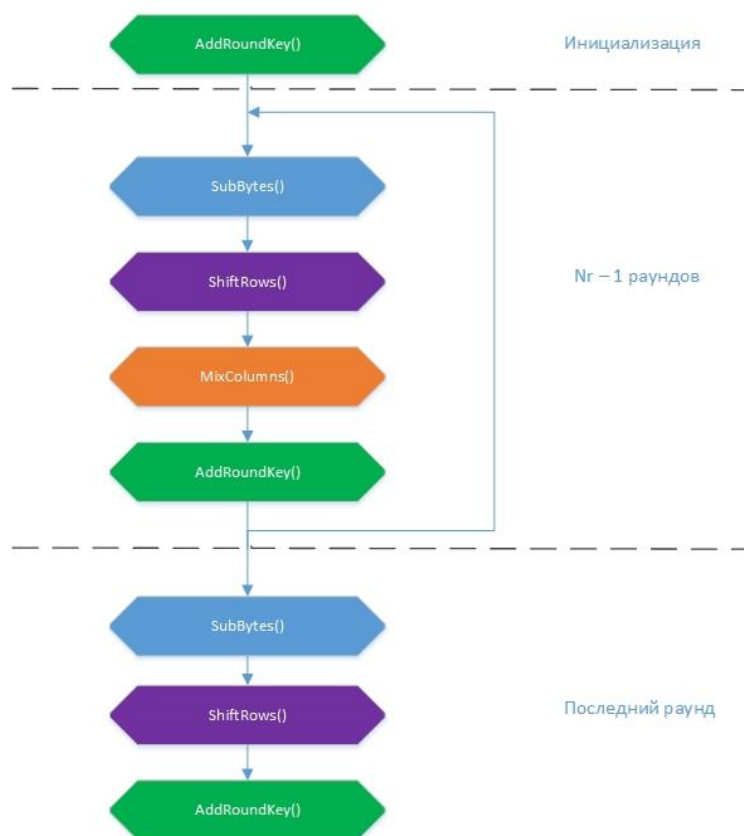 AddRoundKey()
Инициализация
SubBytes()
ShiftRows()
Nr – 1 раундов
MixColumns()
AddRoundKey()
SubBytes()
ShiftRows()
Последний раунд
AddRoundKey()